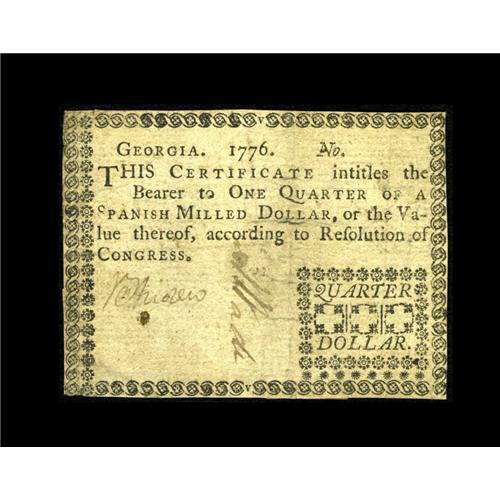 GEORGIA. 1776. No.
THIS CERTIFICATE intitles the
Bearer to ONE QUARTER OF A
SPANISH MILLED DOLLAR, or the Va-
lue thereof, according to Reſolution of
CONGRESS.
QUARTER
DOLLAR.